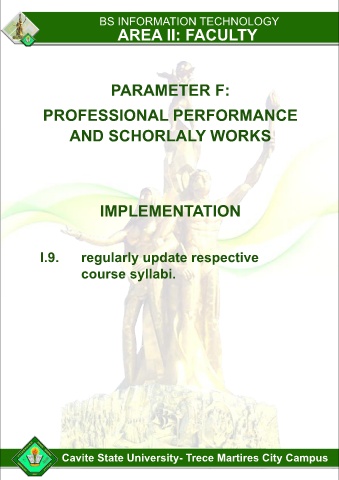 BS INFORMATION TECHNOLOGY
AREA II: FACULTY
PARAMETER F:
PROFESSIONAL PERFORMANCE
AND SCHORLALY WORKS
IMPLEMENTATION
I.9. regularly update respective
course syllabi.
Cavite State University- Trece Martires City Campus